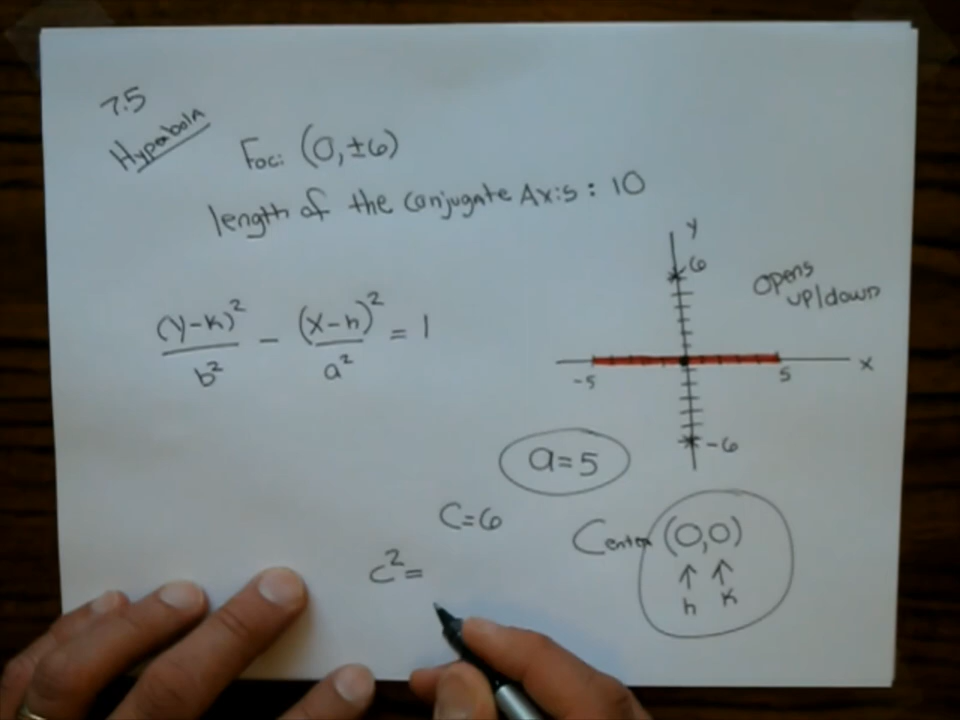 7.5
Hyperbola
Foci (0, ±6)
length of the conjugate Axis: 10
(y-k)² / b² - (x-h)² / a² = 1
y
6
Opens
up/down
-5
5
x
-6
a=5
C=6
Center (0,0)
c²=
↑ ↑
h k